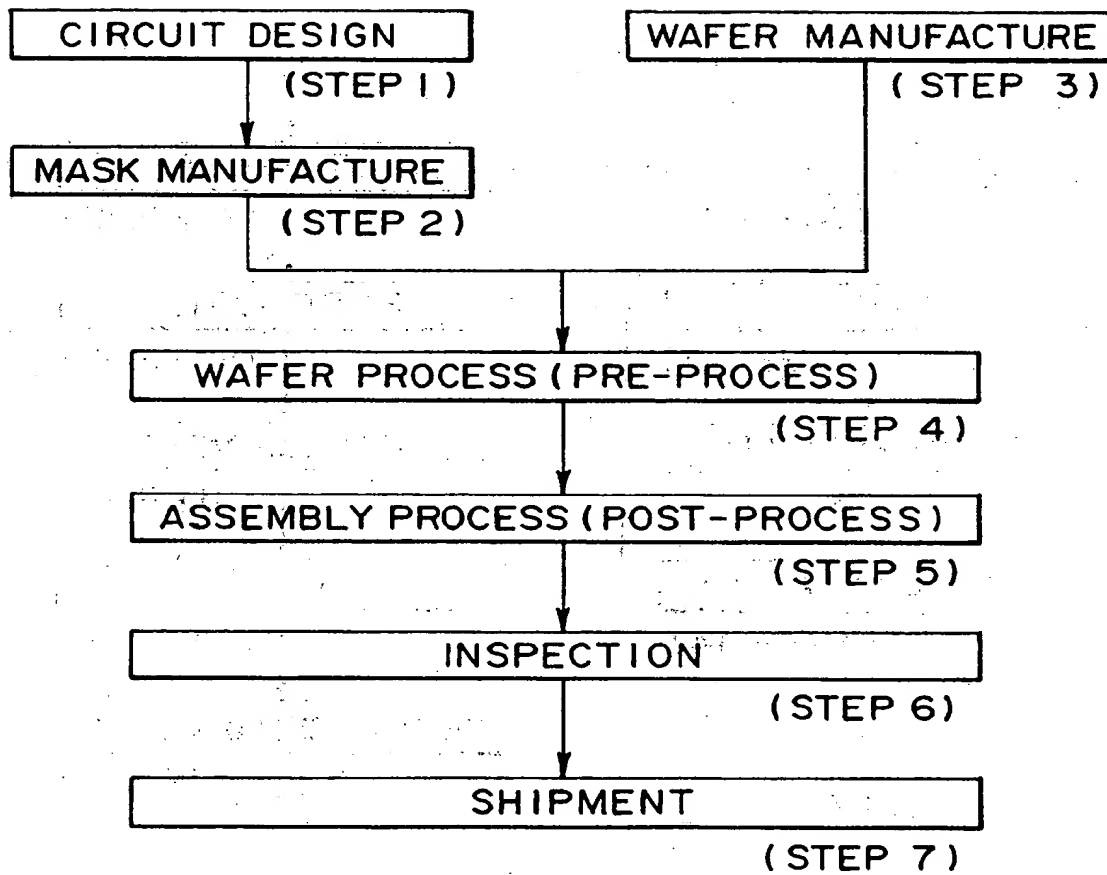 CIRCUIT DESIGN
(STEP 1)
MASK MANUFACTURE
(STEP 2)
WAFER MANUFACTURE
(STEP 3)
WAFER PROCESS (PRE-PROCESS)
(STEP 4)
ASSEMBLY PROCESS (POST-PROCESS)
(STEP 5)
INSPECTION
(STEP 6)
SHIPMENT
(STEP 7)